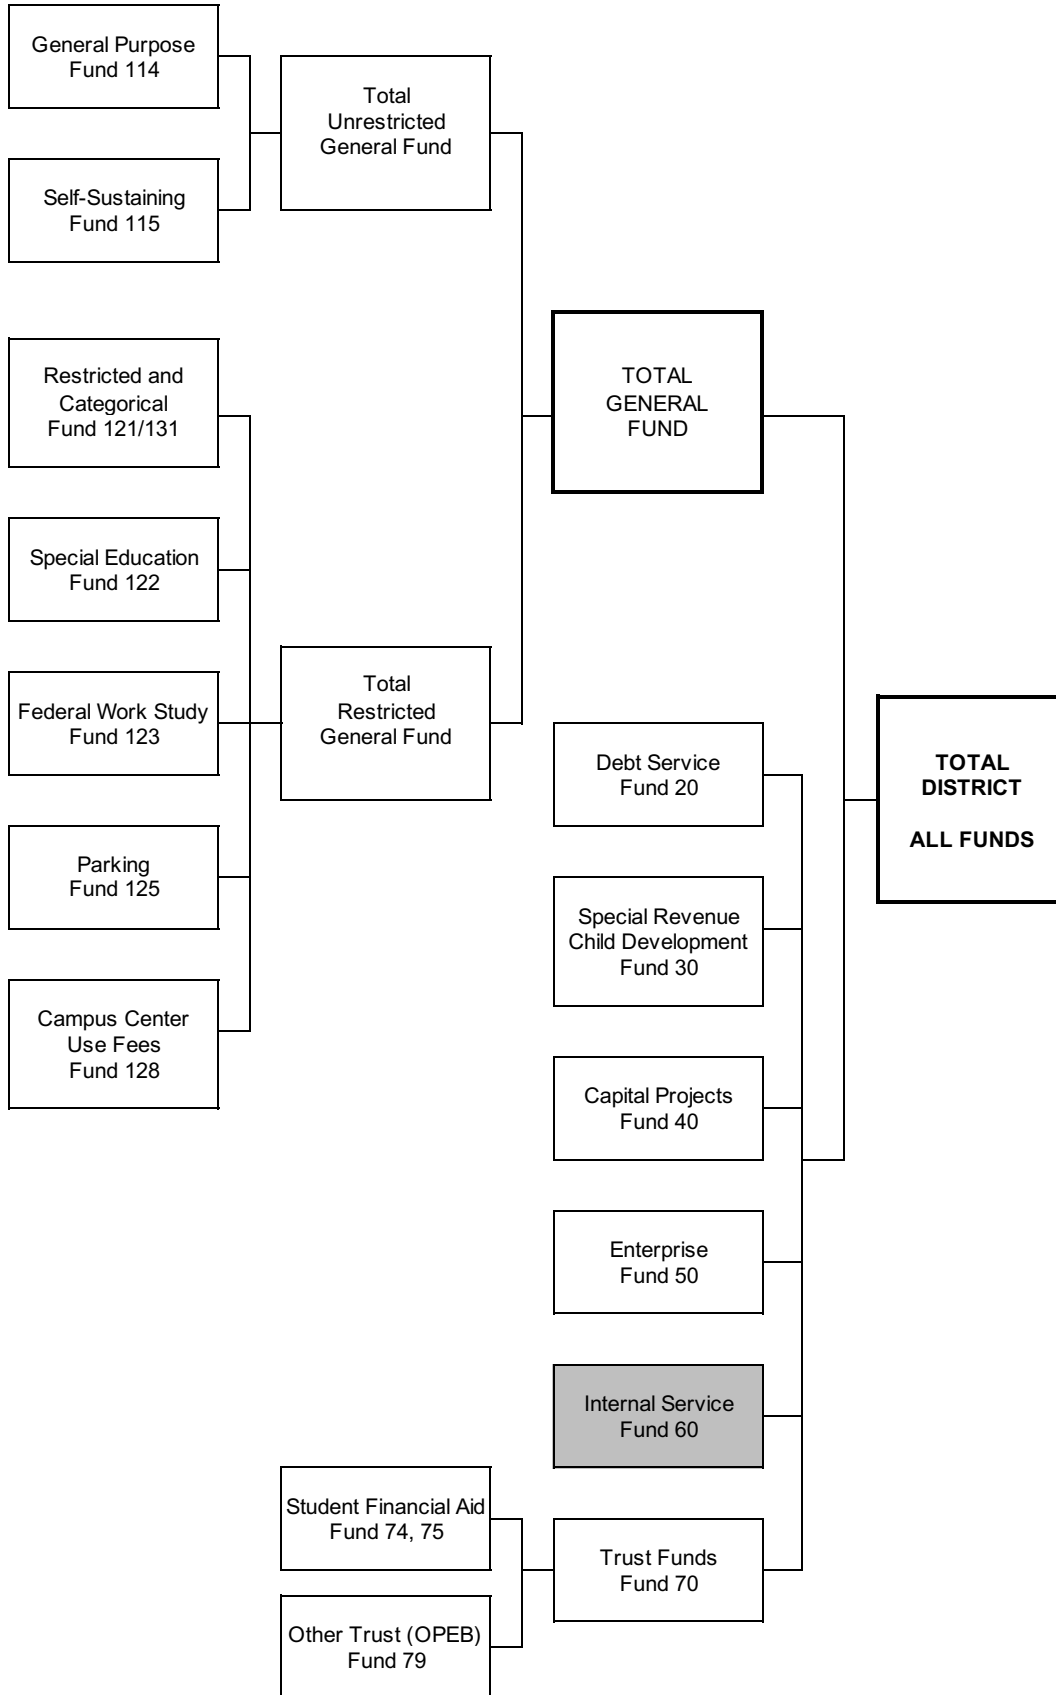 General Purpose
Fund 114
Total
Unrestricted
General Fund
Self-Sustaining
Fund 115
Restricted and
Categorical
Fund 121/131
TOTAL
GENERAL
FUND
Special Education
Fund 122
Federal Work Study
Fund 123
Total
Restricted
General Fund
Debt Service
Fund 20
TOTAL
DISTRICT
ALL FUNDS
Parking
Fund 125
Special Revenue
Child Development
Fund 30
Campus Center
Use Fees
Fund 128
Capital Projects
Fund 40
Enterprise
Fund 50
Internal Service
Fund 60
Student Financial Aid
Fund 74, 75
Trust Funds
Fund 70
Other Trust (OPEB)
Fund 79